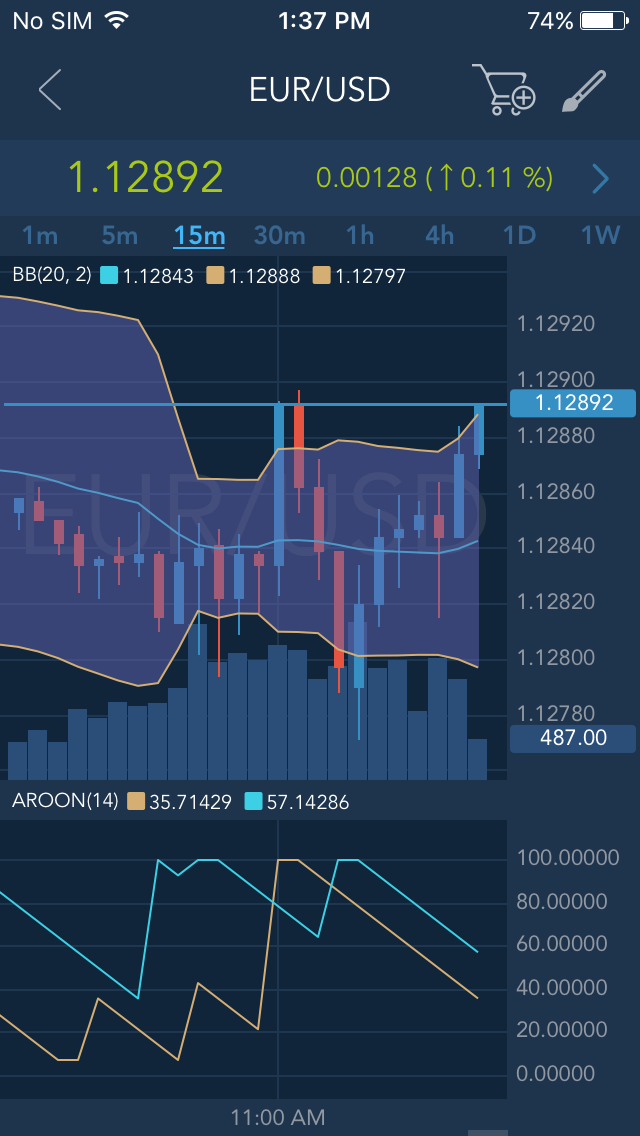 No SIM 1:37 PM 74%
EUR/USD
1.12892 0.00128 (↑ 0.11 %)
1m 5m 15m 30m 1h 4h 1D 1W
BB(20, 2) 1.12843 1.12888 1.12797
1.12920
1.12900
1.12892
1.12880
1.12860
EUR/USD
1.12840
1.12820
1.12800
1.12780
487.00
AROON(14) 35.71429 57.14286
100.00000
80.00000
60.00000
40.00000
20.00000
0.00000
11:00 AM